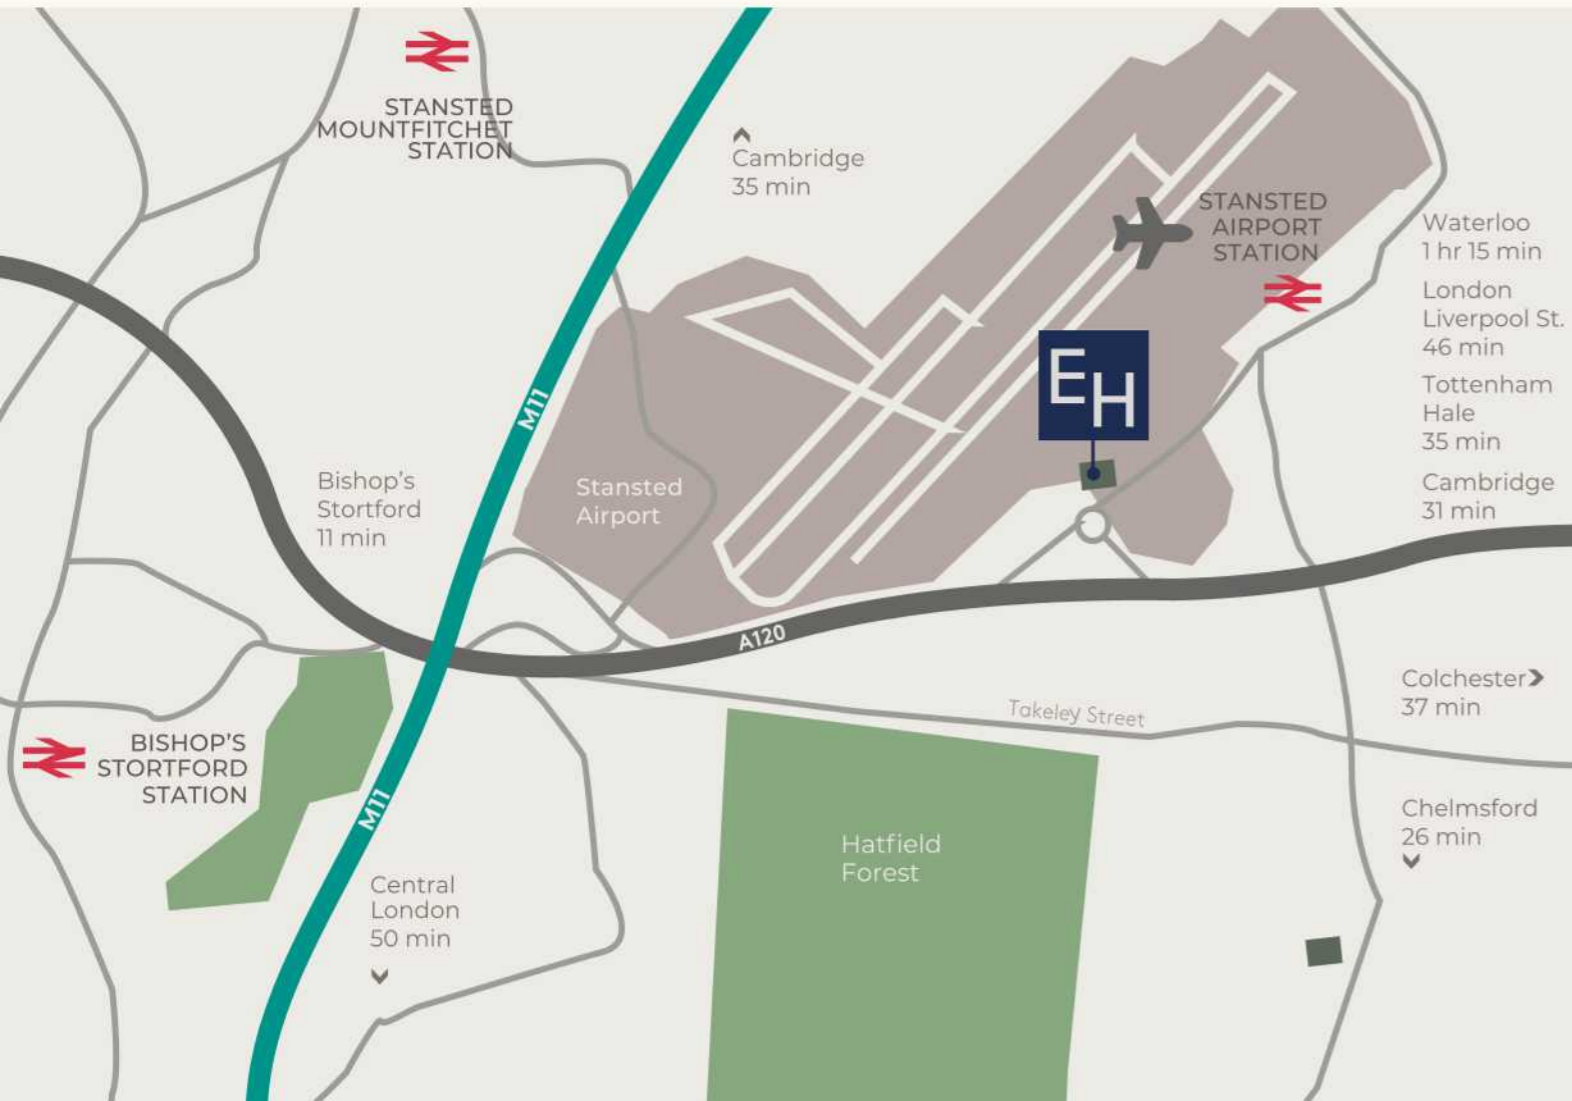 STANSTED
MOUNTFITCHET
STATION
Cambridge
35 min
STANSTED
AIRPORT
STATION
Waterloo
1 hr 15 min
London
Liverpool St.
46 min
Tottenham
Hale
35 min
Cambridge
31 min
EH
M11
Bishop's
Stortford
11 min
Stansted
Airport
A120
Takeley Street
Colchester
37 min
BISHOP'S
STORTFORD
STATION
M11
Hatfield
Forest
Chelmsford
26 min
Central
London
50 min